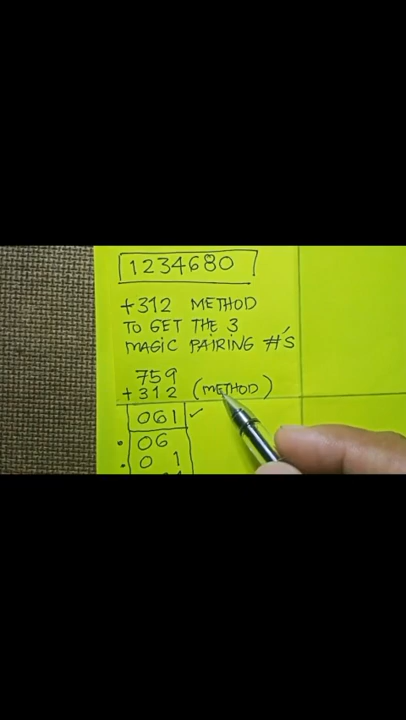 1234680
+312 METHOD
TO GET THE 3
MAGIC PAIRING #'S
759
+312 (METHOD)
061 ✓
• 06
• 0 1